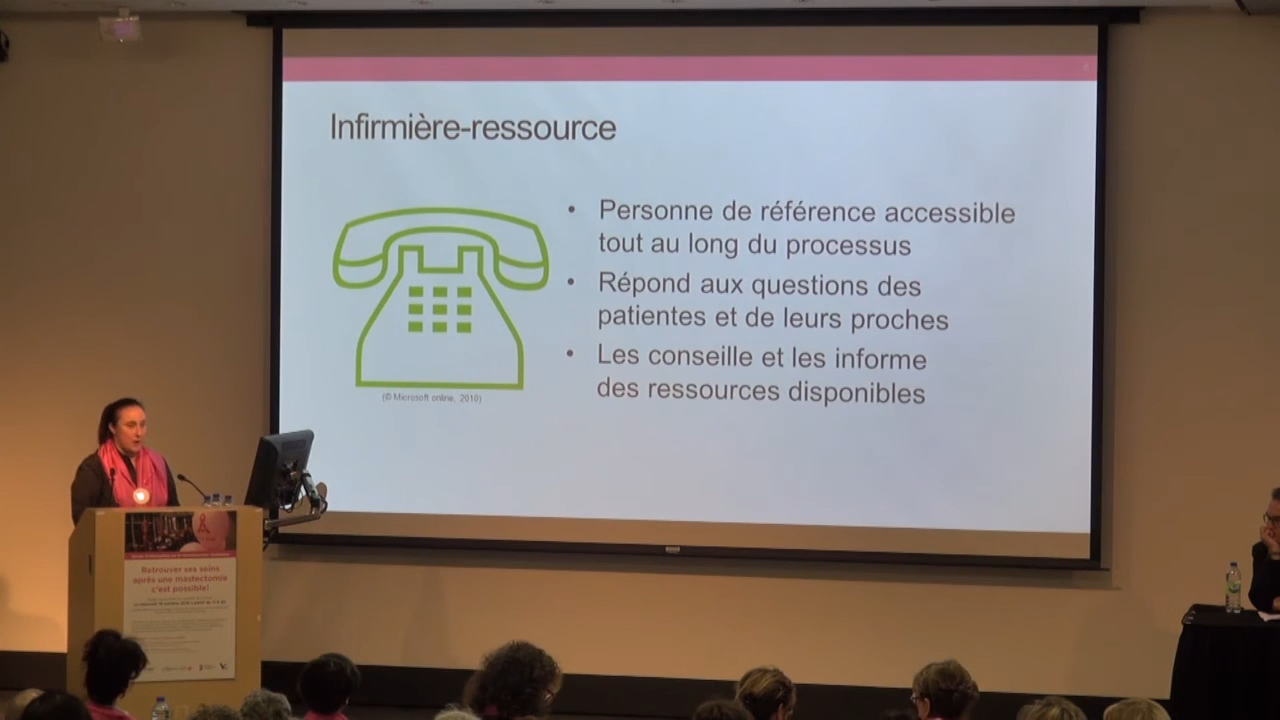 Infirmière-ressource
• Personne de référence accessible
tout au long du processus
• Répond aux questions des
patientes et de leurs proches
• Les conseille et les informe
des ressources disponibles
(© Microsoft online, 2010)
Retrouver ses seins
après une mastectomie
c'est possible!